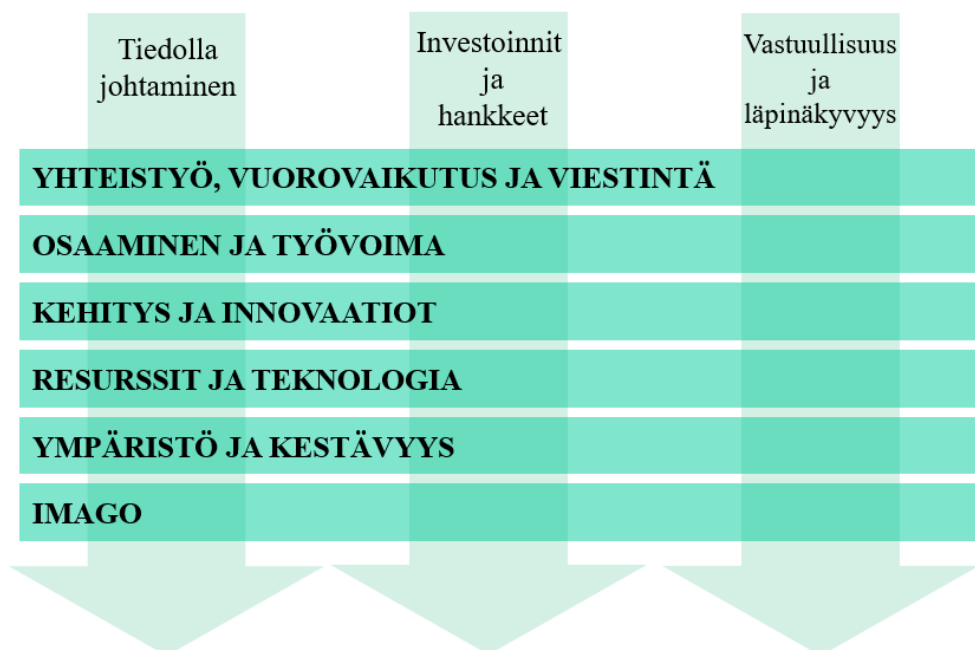 Tiedolla
johtaminen
Investoinnit
ja
hankkeet
Vastuullisuus
ja
läpinäkyvyys
YHTEISTYÖ, VUOROVAIKUTUS JA VIESTINTÄ
OSAAMINEN JA TYÖVOIMA
KEHITYS JA INNOVAATIOT
RESURSSIT JA TEKNOLOGIA
YMPÄRISTÖ JA KESTÄVYYS
IMAGO